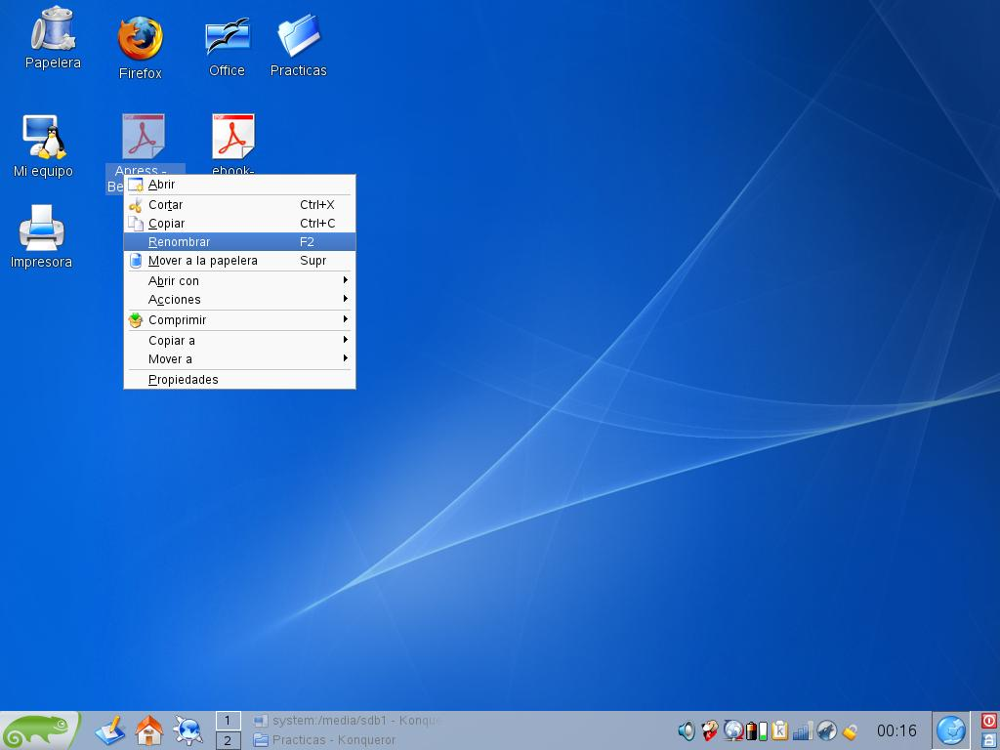 Papelera
Firefox
Office
Practicas
Mi equipo
Apress -
Be
ebook-
Impresora
Abrir
Cortar Ctrl+X
Copiar Ctrl+C
Renombrar F2
Mover a la papelera Supr
Abrir con
Acciones
Comprimir
Copiar a
Mover a
Propiedades
1
2
system:/media/sdb1 - Konque
Practicas - Konqueror
00:16